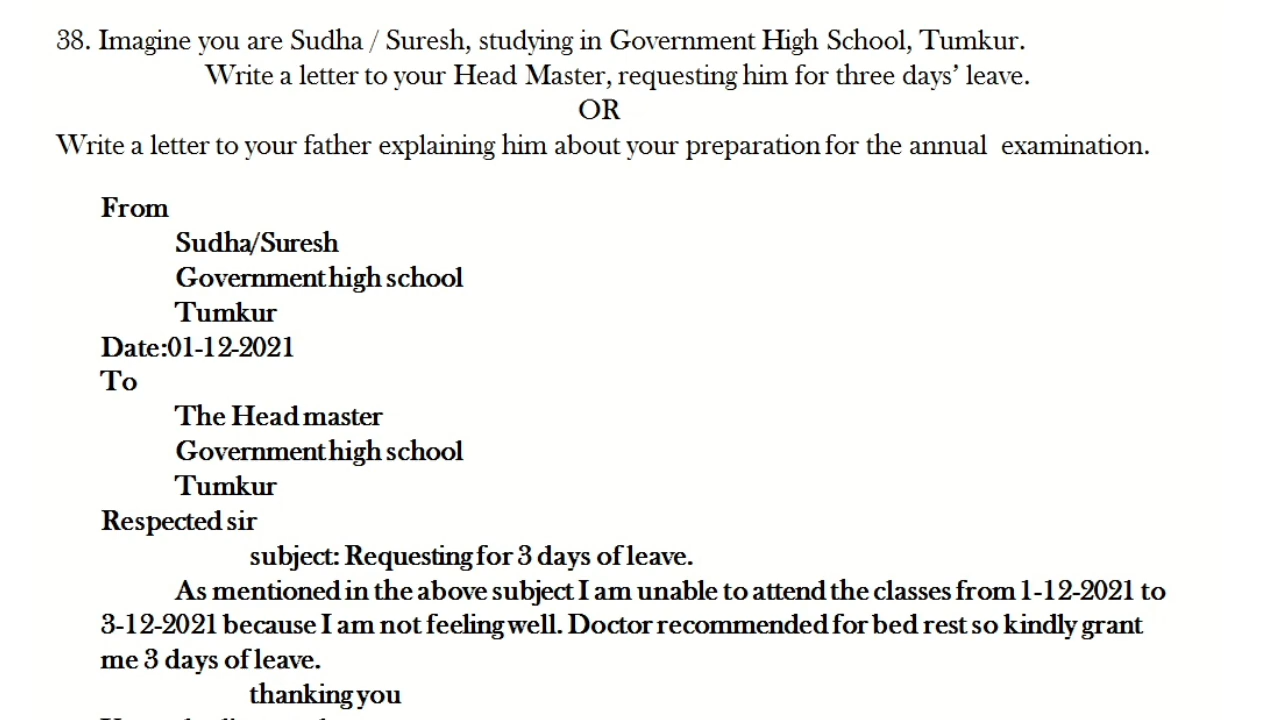 38. Imagine you are Sudha / Suresh, studying in Government High School, Tumkur.
Write a letter to your Head Master, requesting him for three days' leave.
OR
Write a letter to your father explaining him about your preparation for the annual examination.
From
Sudha/Suresh
Government high school
Tumkur
Date:01-12-2021
To
The Head master
Government high school
Tumkur
Respected sir
subject: Requesting for 3 days of leave.
As mentioned in the above subject I am unable to attend the classes from 1-12-2021 to
3-12-2021 because I am not feeling well. Doctor recommended for bed rest so kindly grant
me 3 days of leave.
thanking you